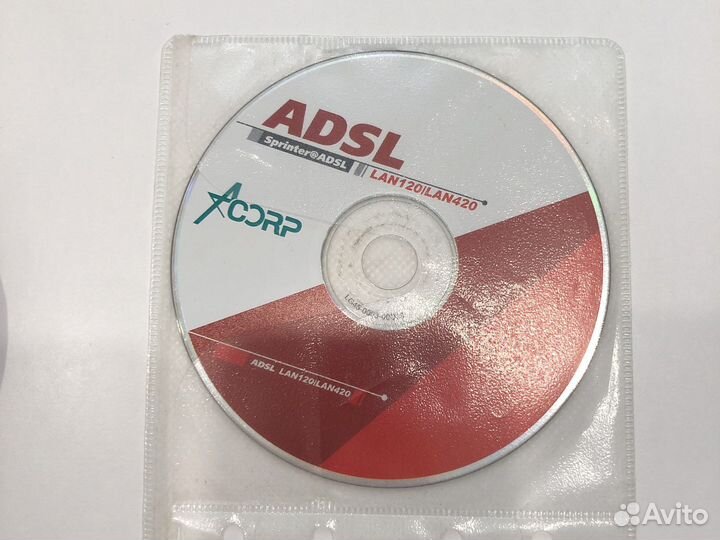 ADSL
Sprinter@ADSL
LAN120|LAN420
ACORP
ADSL LAN120|LAN420
Avito